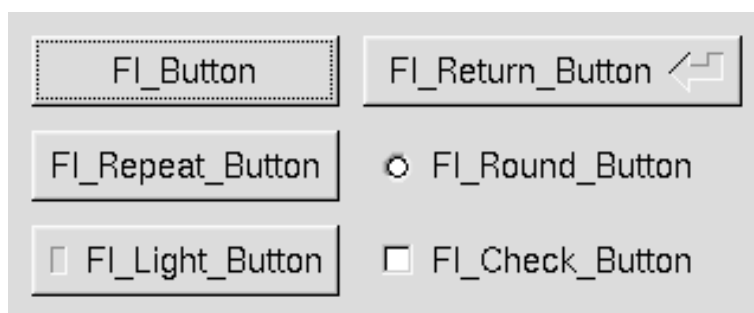 Fl_Button
Fl_Return_Button
Fl_Repeat_Button
Fl_Round_Button
Fl_Light_Button
Fl_Check_Button